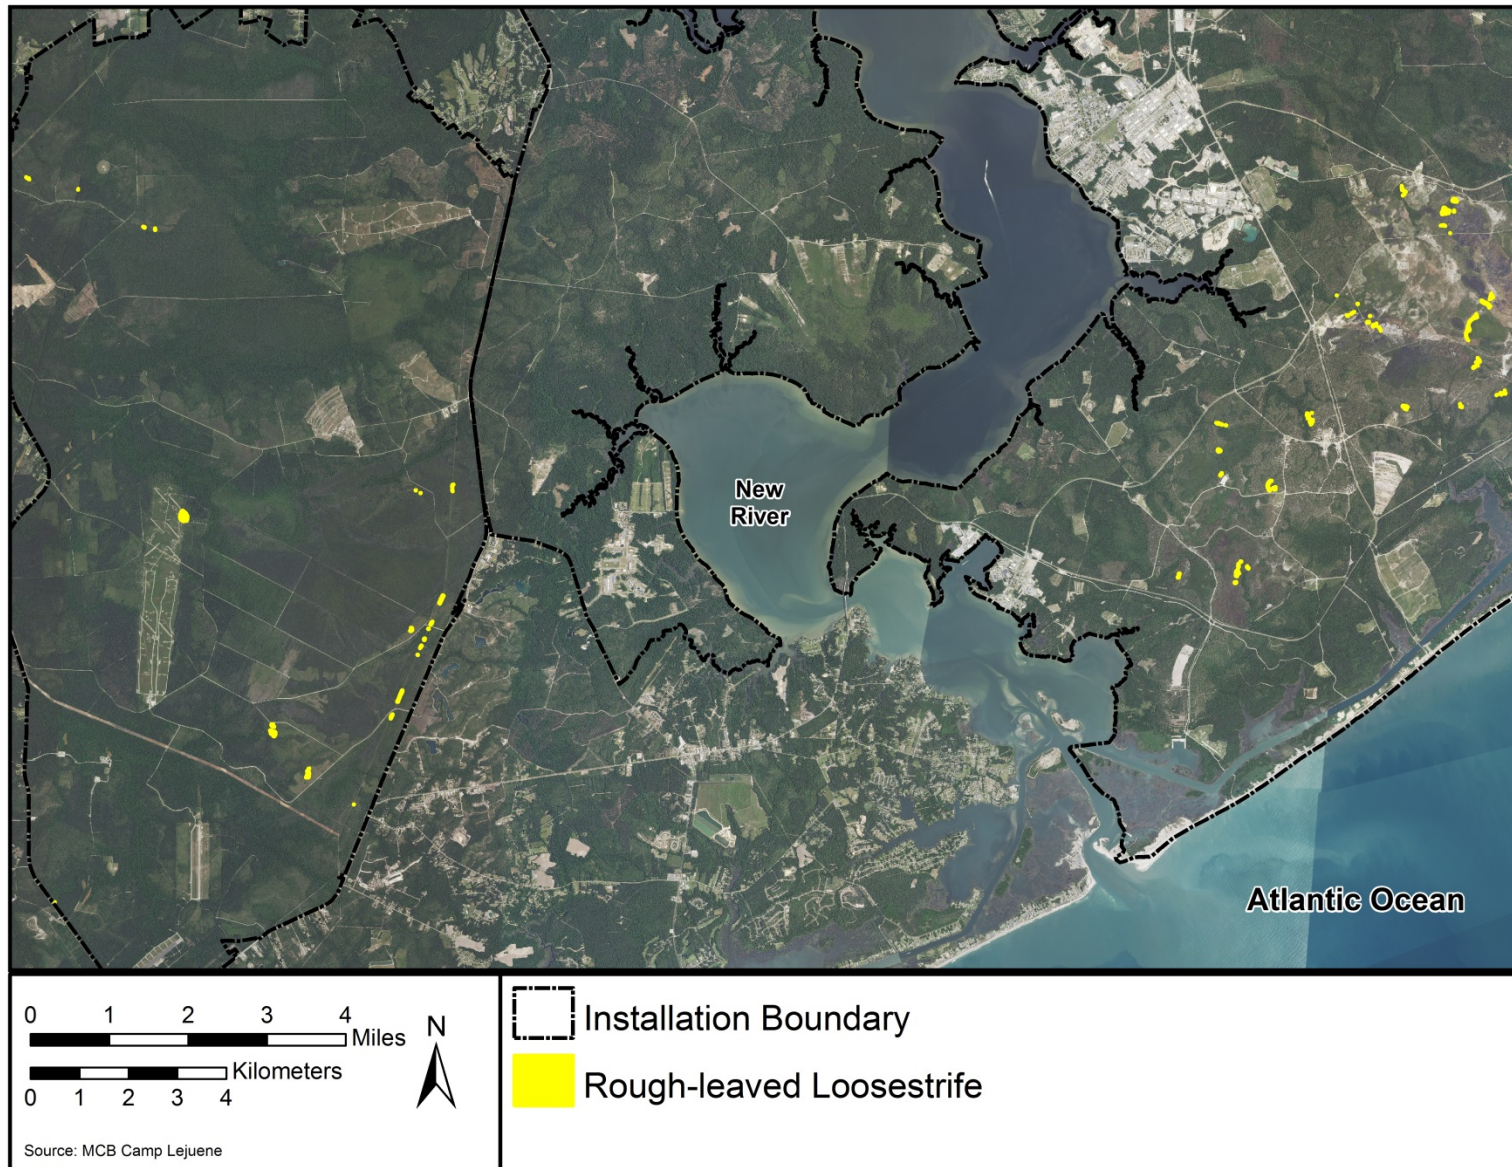 New
River
Atlantic Ocean
0 1 2 3 4
Miles
Kilometers
0 1 2 3 4
N
Source: MCB Camp Lejuene
Installation Boundary
Rough-leaved Loosestrife